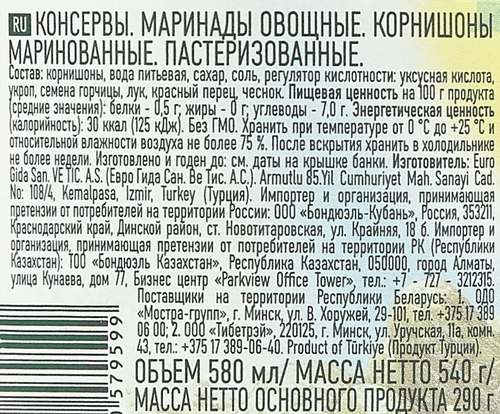 RU КОНСЕРВЫ. МАРИНАДЫ ОВОЩНЫЕ. КОРНИШОНЫ
МАРИНОВАННЫЕ. ПАСТЕРИЗОВАННЫЕ.
Состав: корнишоны, вода питьевая, сахар, соль, регулятор кислотности: уксусная кислота,
укроп, семена горчицы, лук, красный перец, чеснок. Пищевая ценность на 100 г продукта
(средние значения): белки - 0,5 г; жиры - 0 г; углеводы - 7,0 г. Энергетическая ценность
(калорийность): 30 ккал (125 кДж). Без ГМО. Хранить при температуре от 0 °С до +25 °С и
относительной влажности воздуха не более 75 %. После вскрытия хранить в холодильнике
не более недели. Изготовлено и годен до: см. даты на крышке банки. Изготовитель: Euro
Gida San. VE TIC. A.S. (Евро Гида Сан. Ве Тис. А.С.). Armutlu 85.Yil Cumhuriyet Mah. Sanayi Cad.
No: 108/4, Kemalpasa, Izmir, Turkey (Турция). Импортер и организация, принимающая
претензии от потребителей на территории России: ООО «Бондюэль-Кубань», Россия, 353211,
Краснодарский край, Динской район, ст. Новотитаровская, ул. Крайняя, 18 б. Импортер и
организация, принимающая претензии от потребителей на территории РК (Республики
Казахстан): ТОО «Бондюэль Казахстан», Республика Казахстан, 050000, город Алматы,
улица Кунаева, дом 77, Бизнес центр «Parkview Office Tower», тел.: +7 - 727 - 3212315.
Поставщики на территории Республики Беларусь: 1. ОДО
«Мостра-групп», г. Минск, ул. В. Хоружей, 29-101, тел.:+375 17 389
06 00; 2. «Тибетрэй», 220125, г. Минск, ул. Уручская, 11а, комн.
43, тел.: +375 17 389-06-40. Product of Türkiye (Продукт Турции).
ОБЪЕМ 580 мл/ МАССА НЕТТО 540 г/
МАССА ОСНОВНОГО ПРОДУКТА 290 г
0 579599